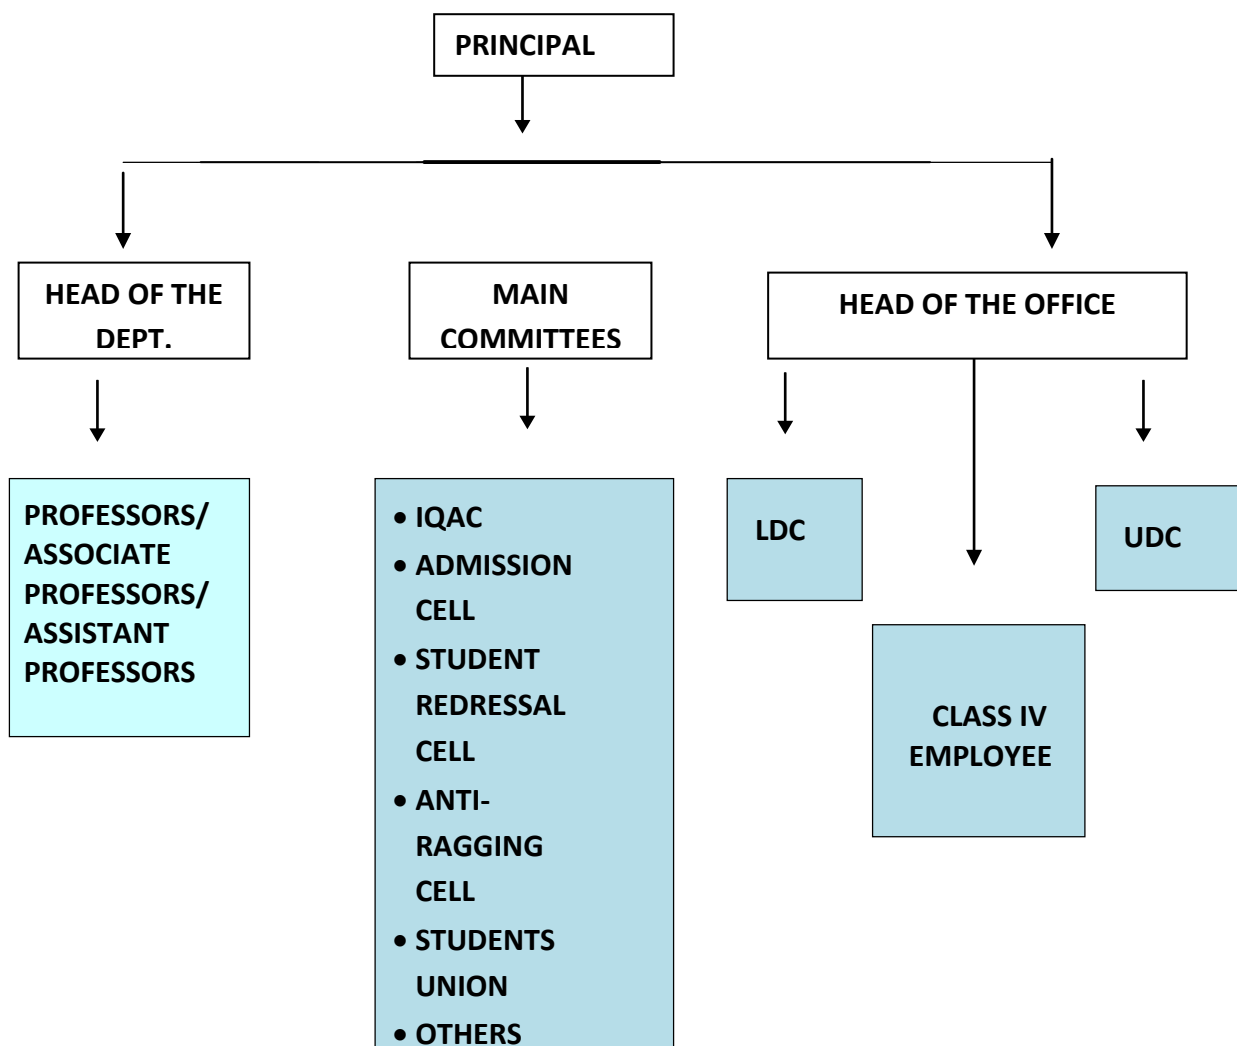 PRINCIPAL
HEAD OF THE
DEPT.
MAIN
COMMITTEES
HEAD OF THE OFFICE
PROFESSORS/
ASSOCIATE
PROFESSORS/
ASSISTANT
PROFESSORS
• IQAC
• ADMISSION
CELL
• STUDENT
REDRESSAL
CELL
• ANTI-
RAGGING
CELL
• STUDENTS
UNION
• OTHERS
LDC
CLASS IV
EMPLOYEE
UDC